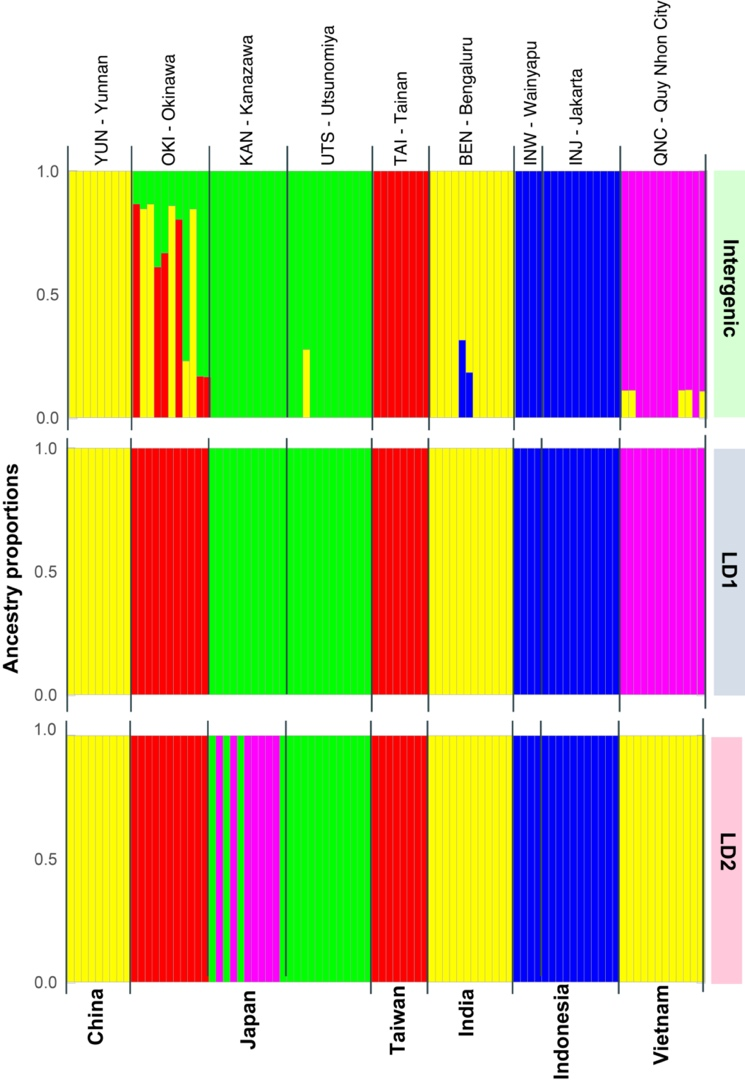 YUN - Yunnan
OKI - Okinawa
KAN - Kanazawa
UTS - Utsunomiya
TAI - Tainan
BEN - Bengaluru
INW - Wainyapu
INJ - Jakarta
QNC - Quy Nhon City
1.0
0.5
0.0
Intergenic
Ancestry proportions
1.0
0.5
0.0
LD1
1.0
0.5
0.0
LD2
China
Japan
Taiwan
India
Indonesia
Vietnam